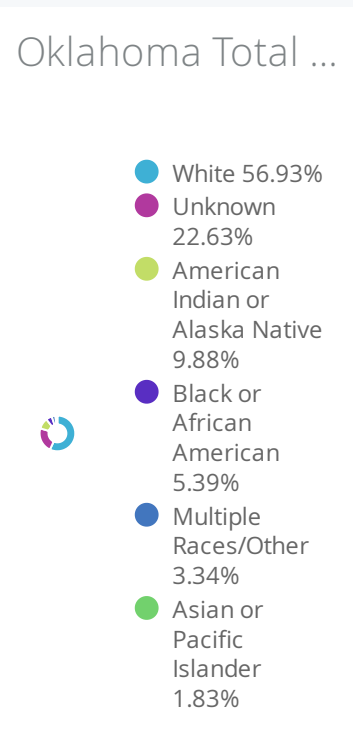 Oklahoma Total ...
White 56.93%
Unknown
22.63%
American
Indian or
Alaska Native
9.88%
Black or
African
American
5.39%
Multiple
Races/Other
3.34%
Asian or
Pacific
Islander
1.83%